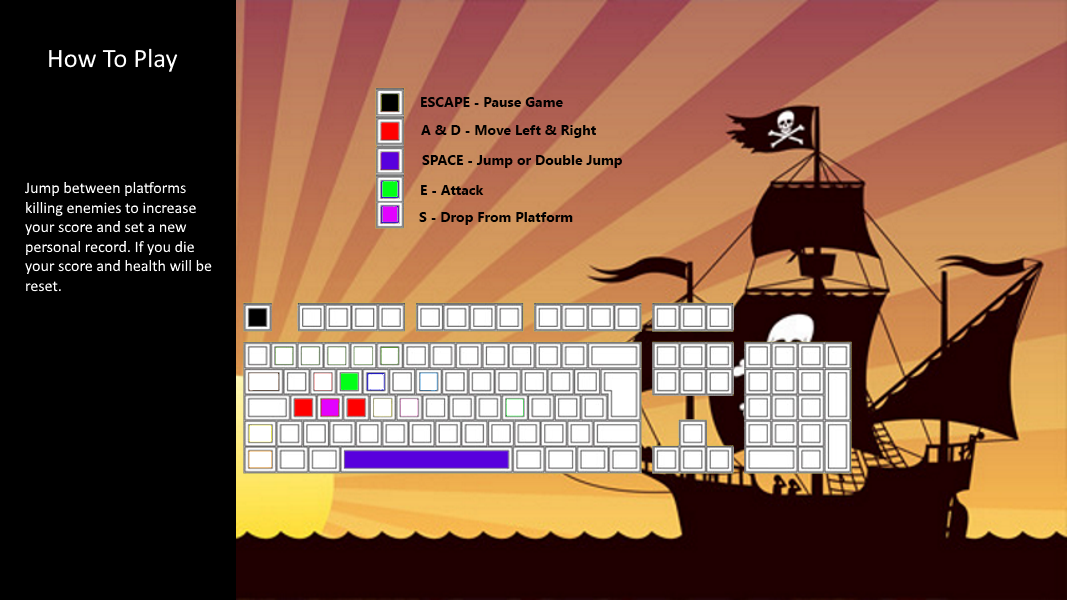 How To Play
Jump between platforms
killing enemies to increase
your score and set a new
personal record. If you die
your score and health will be
reset.
ESCAPE - Pause Game
A & D - Move Left & Right
SPACE - Jump or Double Jump
E - Attack
S - Drop From Platform